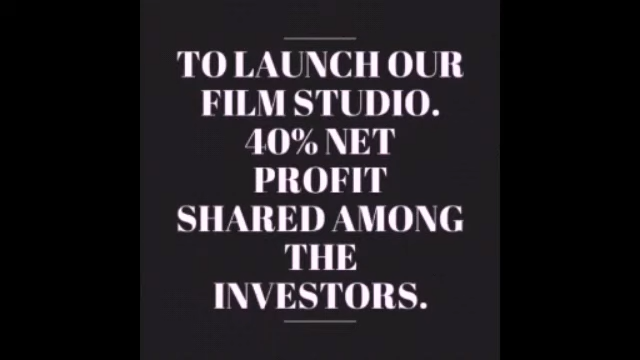 TO LAUNCH OUR
FILM STUDIO.
40% NET
PROFIT
SHARED AMONG
THE
INVESTORS.